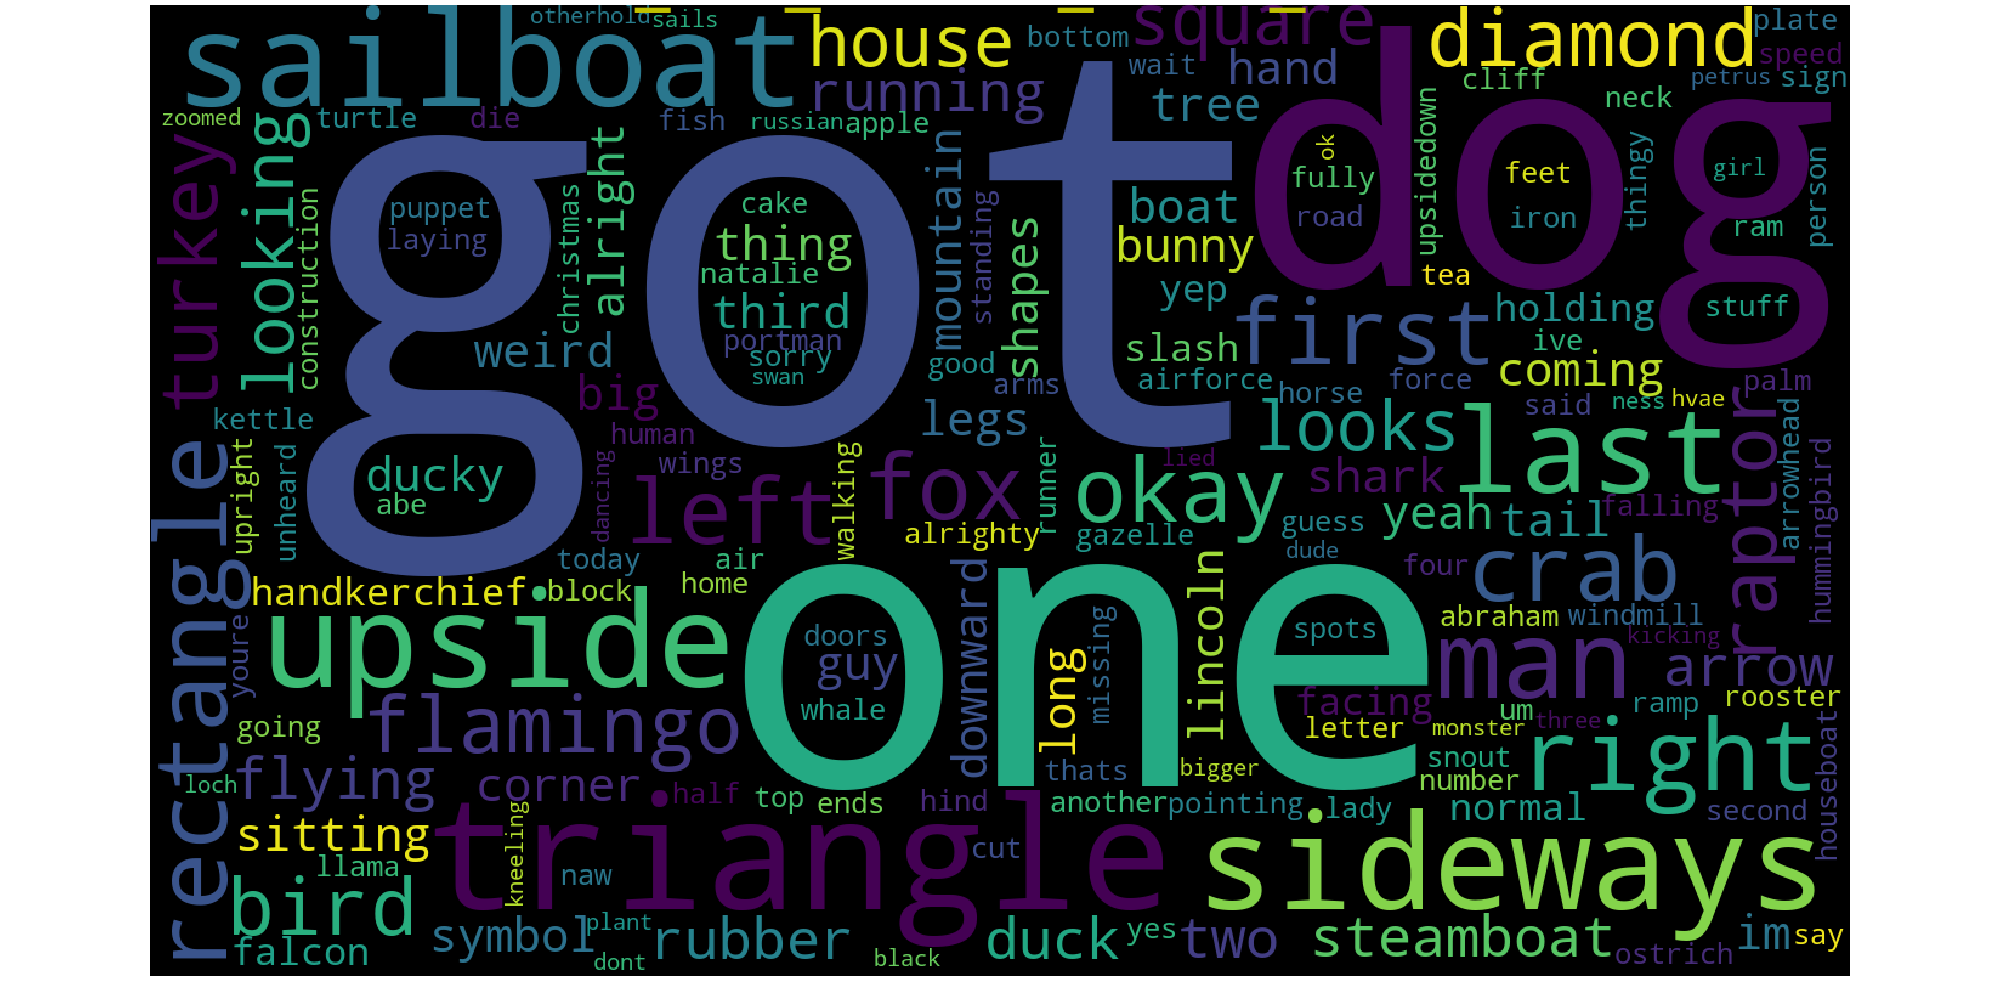 otherhold
sails
house
bottom
square
diamond
plate
speed
sailboat
running
wait
hand
tree
cliff
petrus
sign
neck
zoomed
turtle
die
fish
russian
apple
got
dog
turkey
looking
alright
mountain
ok
fully
road
feet
iron
upsidedown
thingy
girl
ram
person
puppet
laying
construction
christmas
cake
thing
natalie
third
portman
sorry
swan
standing
shapes
boat
bunny
yep
tea
stuff
weird
good
slash
first
holding
ive
coming
big
arms
airforce
horse
force
palm
kettle
human
legs
looks
said
ness
hvae
last
raptor
arrowhead
hummingbird
rectangle
upright
unheard
ducky
abe
dancing
left
wings
walking
fox
runner
okay
lied
shark
guess
yeah
tail
falling
alrighty
gazelle
today
air
home
dude
four
crab
handkerchief
block
upside
one
downward
lincoln
missing
long
spots
abraham
windmill
kicking
youre
doors
guy
whale
man
arrow
facing
letter
um
monster
three
ramp
rooster
going
flamingo
thats
bigger
snout
number
right
houseboat
loch
flying
corner
half
top
ends
hind
another
pointing
lady
normal
second
sitting
triangle
kneeling
cut
sideways
llama
naw
bird
falcon
symbol
plant
dont
rubber
black
duck
yes
two
steamboat
ostrich
im
say